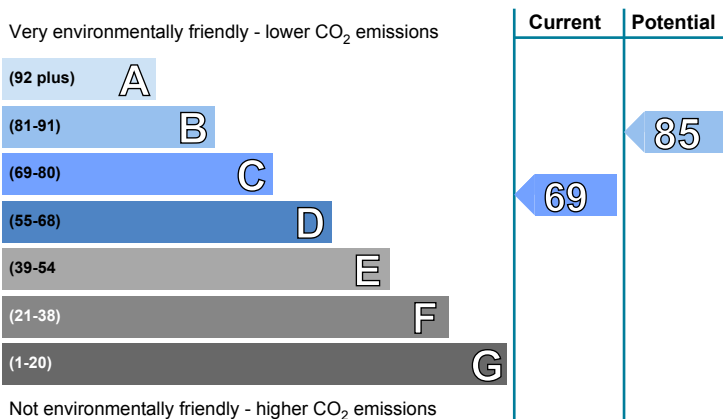 Current Potential
Very environmentally friendly - lower CO2 emissions
(92 plus) A
(81-91) B
85
(69-80) C
69
(55-68) D
(39-54 E
(21-38) F
(1-20) G
Not environmentally friendly - higher CO2 emissions